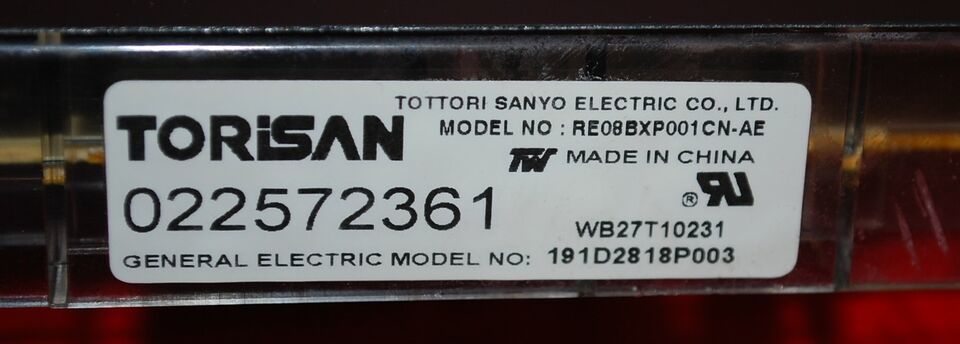 TORiSAN
TOTTORI SANYO ELECTRIC CO., LTD.
MODEL NO : RE08BXP001CN-AE
MADE IN CHINA
022572361
WB27T10231
GENERAL ELECTRIC MODEL NO: 191D2818P003